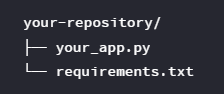 your-repository/
├── your_app.py
└── requirements.txt